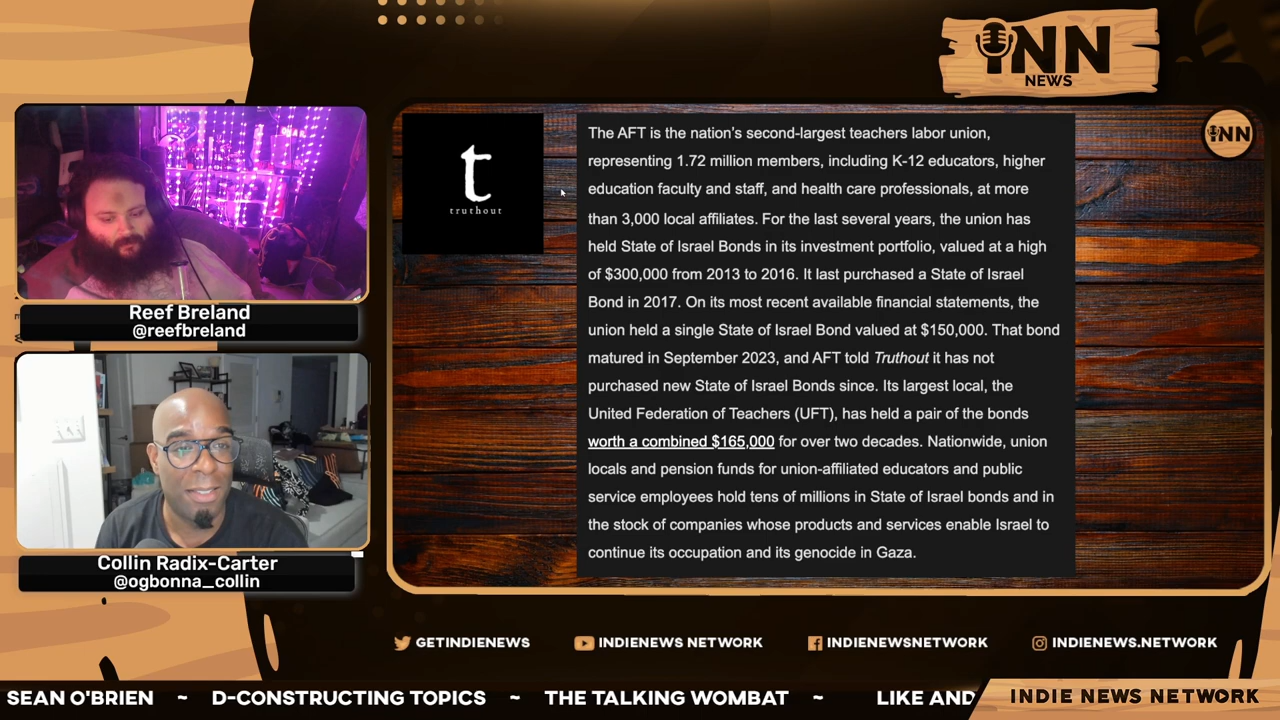 INN
NEWS
INN
t
truthout
The AFT is the nation's second-largest teachers labor union,
representing 1.72 million members, including K-12 educators, higher
education faculty and staff, and health care professionals, at more
than 3,000 local affiliates. For the last several years, the union has
held State of Israel Bonds in its investment portfolio, valued at a high
of $300,000 from 2013 to 2016. It last purchased a State of Israel
Bond in 2017. On its most recent available financial statements, the
union held a single State of Israel Bond valued at $150,000. That bond
matured in September 2023, and AFT told Truthout it has not
purchased new State of Israel Bonds since. Its largest local, the
United Federation of Teachers (UFT), has held a pair of the bonds
worth a combined $165,000 for over two decades. Nationwide, union
locals and pension funds for union-affiliated educators and public
service employees hold tens of millions in State of Israel bonds and in
the stock of companies whose products and services enable Israel to
continue its occupation and its genocide in Gaza.
Reef Breland
@reefbreland
Collin Radix-Carter
@ogbonna_collin
GETINDIENEWS
INDIENEWS NETWORK
INDIENEWSNETWORK
INDIENEWS.NETWORK
SEAN O'BRIEN ~ D-CONSTRUCTING TOPICS ~ THE TALKING WOMBAT ~ LIKE AND
INDIE NEWS NETWORK